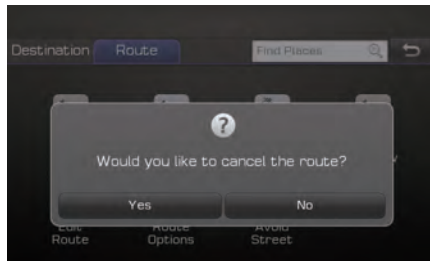 Destination
Route
Find Places
Would you like to cancel the route?
Yes
No
Edit
Route
Route
Options
Avoid
Street